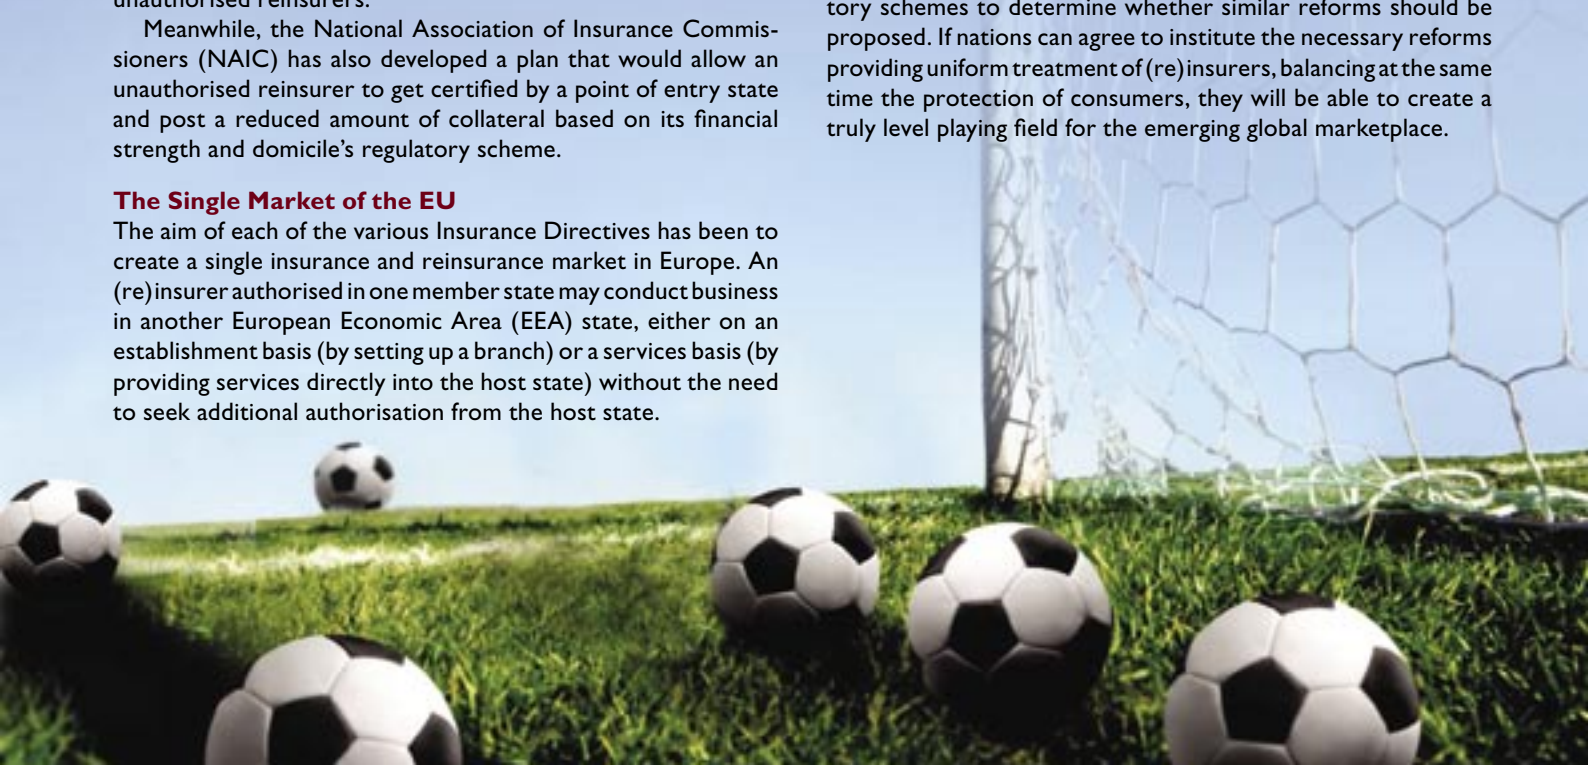 unauthorised reinsurers.
Meanwhile, the National Association of Insurance Commis-
sioners (NAIC) has also developed a plan that would allow an
unauthorised reinsurer to get certified by a point of entry state
and post a reduced amount of collateral based on its financial
strength and domicile's regulatory scheme.
The Single Market of the EU
The aim of each of the various Insurance Directives has been to
create a single insurance and reinsurance market in Europe. An
(re)insurer authorised in one member state may conduct business
in another European Economic Area (EEA) state, either on an
establishment basis (by setting up a branch) or a services basis (by
providing services directly into the host state) without the need
to seek additional authorisation from the host state.
tory schemes to determine whether similar reforms should be
proposed. If nations can agree to institute the necessary reforms
providing uniform treatment of (re)insurers, balancing at the same
time the protection of consumers, they will be able to create a
truly level playing field for the emerging global marketplace.